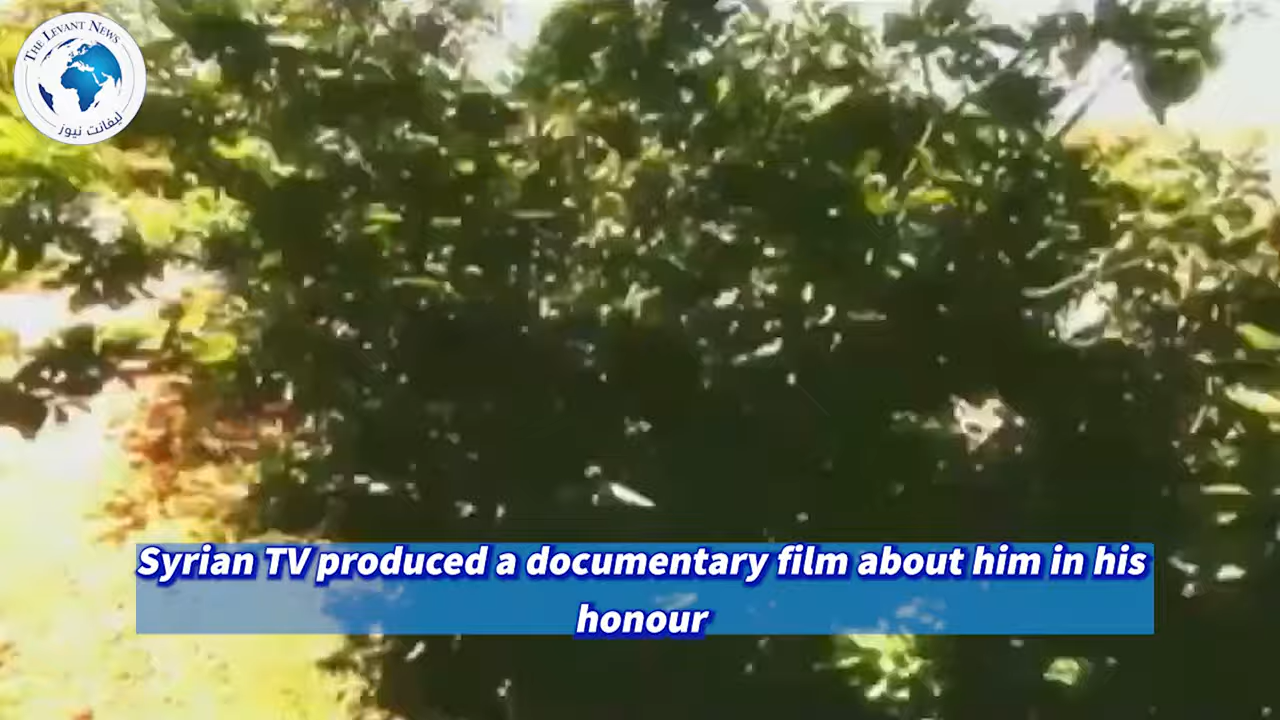 THE LEVANT NEWS
ليفانت نيوز
Syrian TV produced a documentary film about him in his
honour